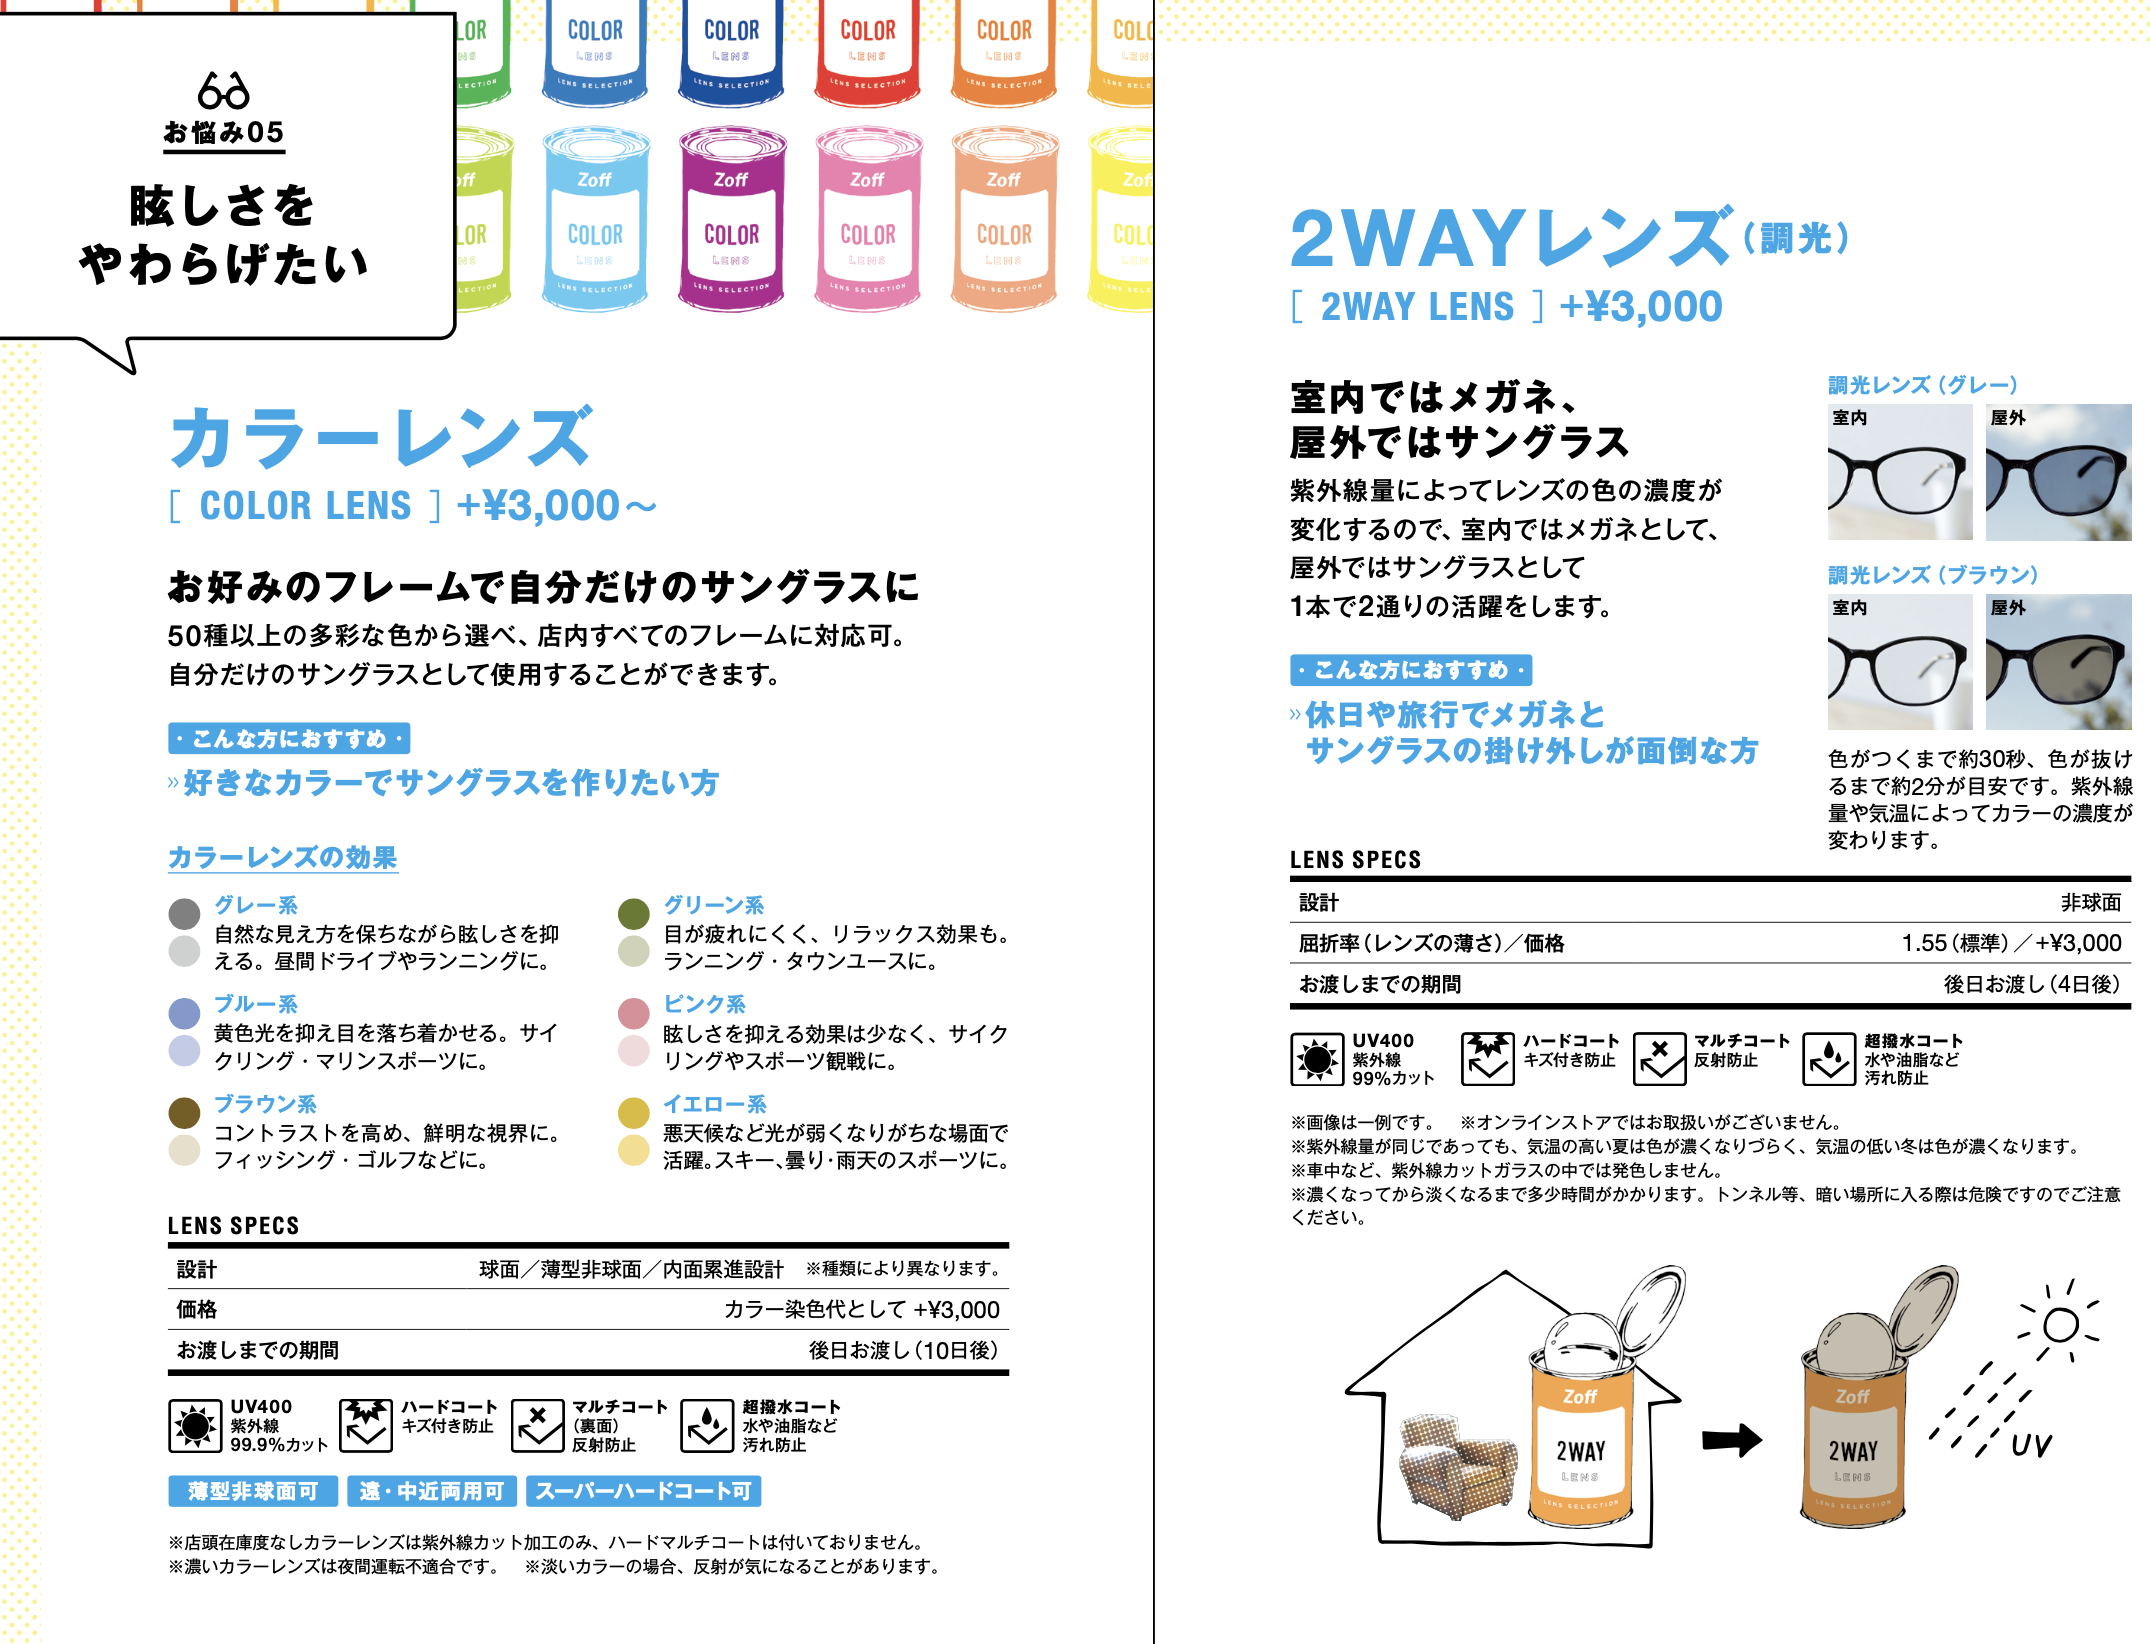 お悩み05
眩しさを
やわらげたい
LOR
NS
LECTION
COLOR
LENS
LENS SELECTION
COLOR
LENS
LENS SELECTION
COLOR
LENS
LENS SELECTION
COLOR
LENS
LENS SELECTION
COL
LEN
LENS SELE
off
LOR
NS
LECTION
Zoff
COLOR
LENS
LENS SELECTION
Zoff
COLOR
LENS
LENS SELECTION
Zoff
COLOR
LENS
LENS SELECTION
Zoff
COLOR
LENS
LENS SELECTION
Zof
COL
LEN
LENS SELE
カラーレンズ
[ COLOR LENS ] +¥3,000～
お好みのフレームで自分だけのサングラスに
50種以上の多彩な色から選べ、店内すべてのフレームに対応可。
自分だけのサングラスとして使用することができます。
・こんな方におすすめ・
»好きなカラーでサングラスを作りたい方
カラーレンズの効果
グレー系
自然な見え方を保ちながら眩しさを抑
える。昼間ドライブやランニングに。
グリーン系
目が疲れにくく、リラックス効果も。
ランニング・タウンユースに。
ブルー系
黄色光を抑え目を落ち着かせる。サイ
クリング・マリンスポーツに。
ピンク系
眩しさを抑える効果は少なく、サイク
リングやスポーツ観戦に。
ブラウン系
コントラストを高め、鮮明な視界に。
フィッシング・ゴルフなどに。
イエロー系
悪天候など光が弱くなりがちな場面で
活躍。スキー、曇り・雨天のスポーツに。
LENS SPECS
設計 球面／薄型非球面／内面累進設計 ※種類により異なります。
価格 カラー染色代として +¥3,000
お渡しまでの期間 後日お渡し（10日後）
UV400
紫外線
99.9%カット
ハードコート
キズ付き防止
マルチコート
（裏面）
反射防止
超撥水コート
水や油脂など
汚れ防止
薄型非球面可 遠・中近両用可 スーパーハードコート可
※店頭在庫度なしカラーレンズは紫外線カット加工のみ、ハードマルチコートは付いておりません。
※濃いカラーレンズは夜間運転不適合です。 ※淡いカラーの場合、反射が気になることがあります。
2WAYレンズ（調光）
[ 2WAY LENS ] +¥3,000
室内ではメガネ、
屋外ではサングラス
紫外線量によってレンズの色の濃度が
変化するので、室内ではメガネとして、
屋外ではサングラスとして
1本で2通りの活躍をします。
・こんな方におすすめ・
»休日や旅行でメガネと
サングラスの掛け外しが面倒な方
調光レンズ（グレー）
室内 屋外
調光レンズ（ブラウン）
室内 屋外
色がつくまで約30秒、色が抜け
るまで約2分が目安です。紫外線
量や気温によってカラーの濃度が
変わります。
LENS SPECS
設計 非球面
屈折率（レンズの薄さ）／価格 1.55（標準）／+¥3,000
お渡しまでの期間 後日お渡し（4日後）
UV400
紫外線
99%カット
ハードコート
キズ付き防止
マルチコート
反射防止
超撥水コート
水や油脂など
汚れ防止
※画像は一例です。 ※オンラインストアではお取扱いがございません。
※紫外線量が同じであっても、気温の高い夏は色が濃くなりづらく、気温の低い冬は色が濃くなります。
※車中など、紫外線カットガラスの中では発色しません。
※濃くなってから淡くなるまで多少時間がかかります。トンネル等、暗い場所に入る際は危険ですのでご注意
ください。
Zoff
2WAY
LENS
LENS SELECTION
Zoff
2WAY
LENS
LENS SELECTION
UV